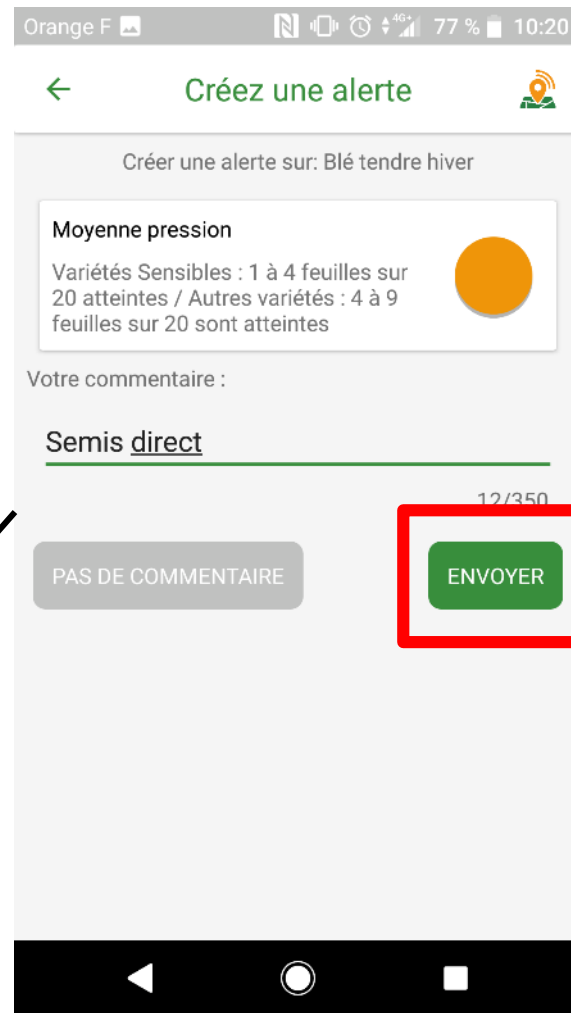 Orange F 4G+ 77 % 10:20
Créez une alerte
Créer une alerte sur: Blé tendre hiver
Moyenne pression
Variétés Sensibles : 1 à 4 feuilles sur
20 atteintes / Autres variétés : 4 à 9
feuilles sur 20 sont atteintes
Votre commentaire :
Semis direct
12/350
PAS DE COMMENTAIRE ENVOYER